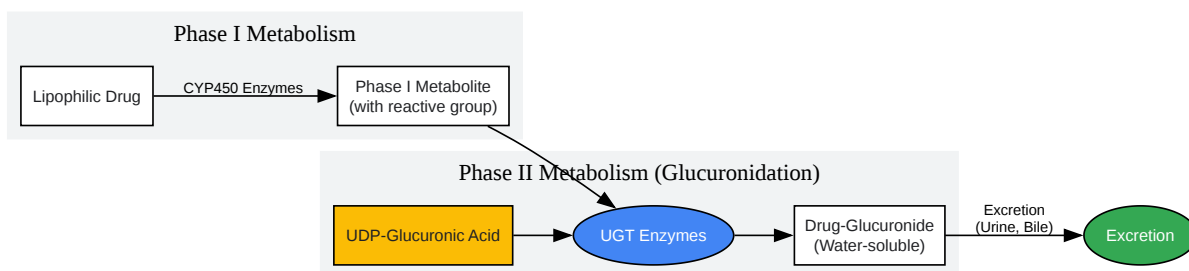 Phase I Metabolism
Lipophilic Drug
CYP450 Enzymes
Phase I Metabolite
(with reactive group)
Phase II Metabolism (Glucuronidation)
UDP-Glucuronic Acid
UGT Enzymes
Drug-Glucuronide
(Water-soluble)
Excretion
(Urine, Bile)
Excretion